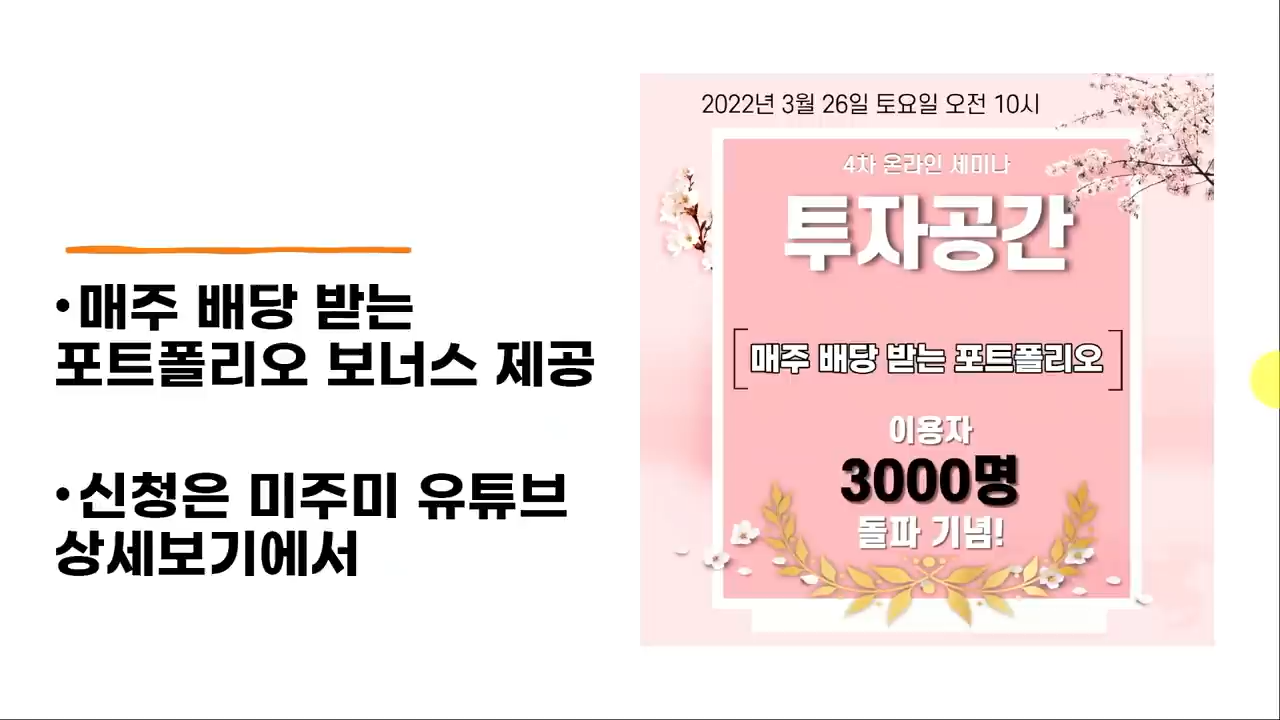 •매주 배당 받는
포트폴리오 보너스 제공
•신청은 미주미 유튜브
상세보기에서
2022년 3월 26일 토요일 오전 10시
4차 온라인 세미나
투자공간
[매주 배당 받는 포트폴리오]
이용자
3000명
돌파 기념!